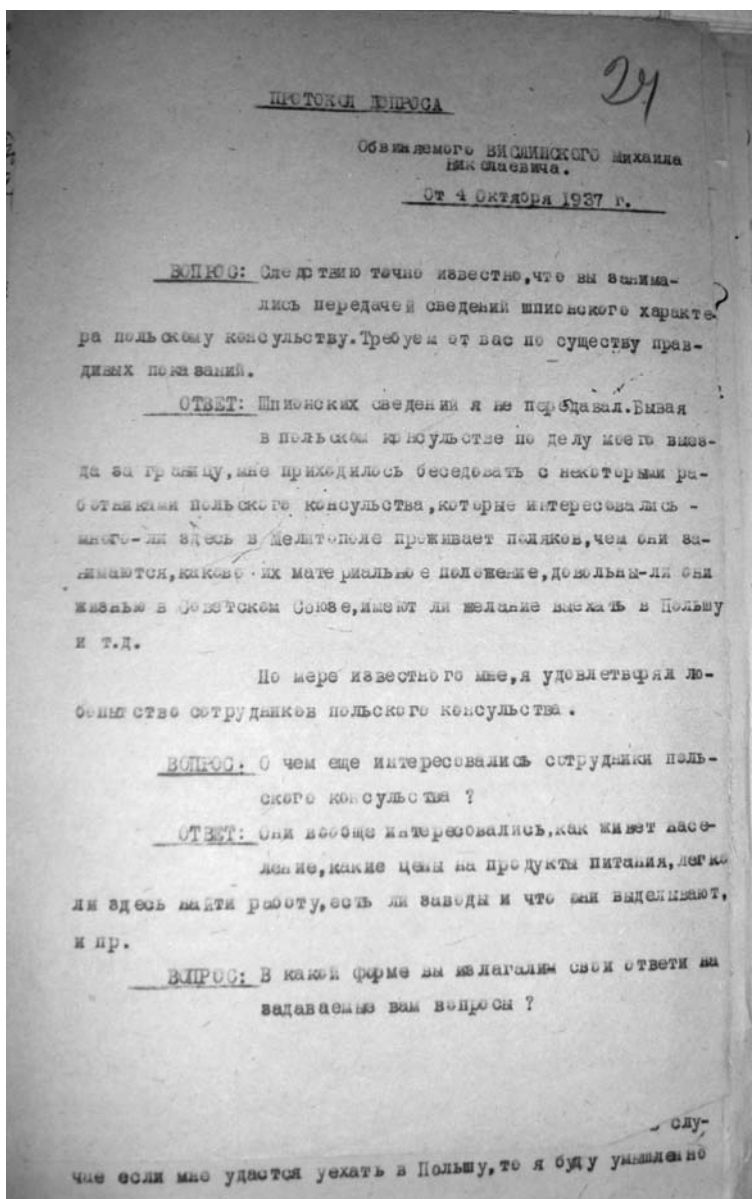 24
ПРОТОКОЛ ДОПРОСА
Обвиняемого ВИСЛИНСКОГО Михаила
Николаевича.
От 4 Октября 1937 г.
ВОПРОС: Следствию точно известно,что вы занима-
лись передачей сведений шпионского характе-
ра польскому консульству.Требуем от вас по существу прав-
дивых показаний.
ОТВЕТ: Шпионских сведений я не передавал.Бывая
в польском консульстве по делу моего выез-
да за границу,мне приходилось беседовать с некоторыми ра-
ботниками польского консульства,которые интересовались -
много-ли здесь в Мелитополе проживает поляков,чем они за-
нимаются,каково их материальное положение,довольны-ли они
жизнью в Советском Союзе,имеют ли желание выехать в Польшу
и т.д.
По мере известного мне,я удовлетворял лю-
бопытство сотрудников польского консульства.
ВОПРОС: О чем еще интересовались сотрудники поль-
ского консульства ?
ОТВЕТ: Они вообще интересовались,как живет насе-
ление,какие цены на продукты питания,легко
ли здесь найти работу,есть ли заводы и что они выделывают,
и пр.
ВОПРОС: В какой форме вы излагалим свои ответи на
задаваемые вам вопросы ?
слу-
чае если мне удастся уехать в Польшу,то я буду умышленно